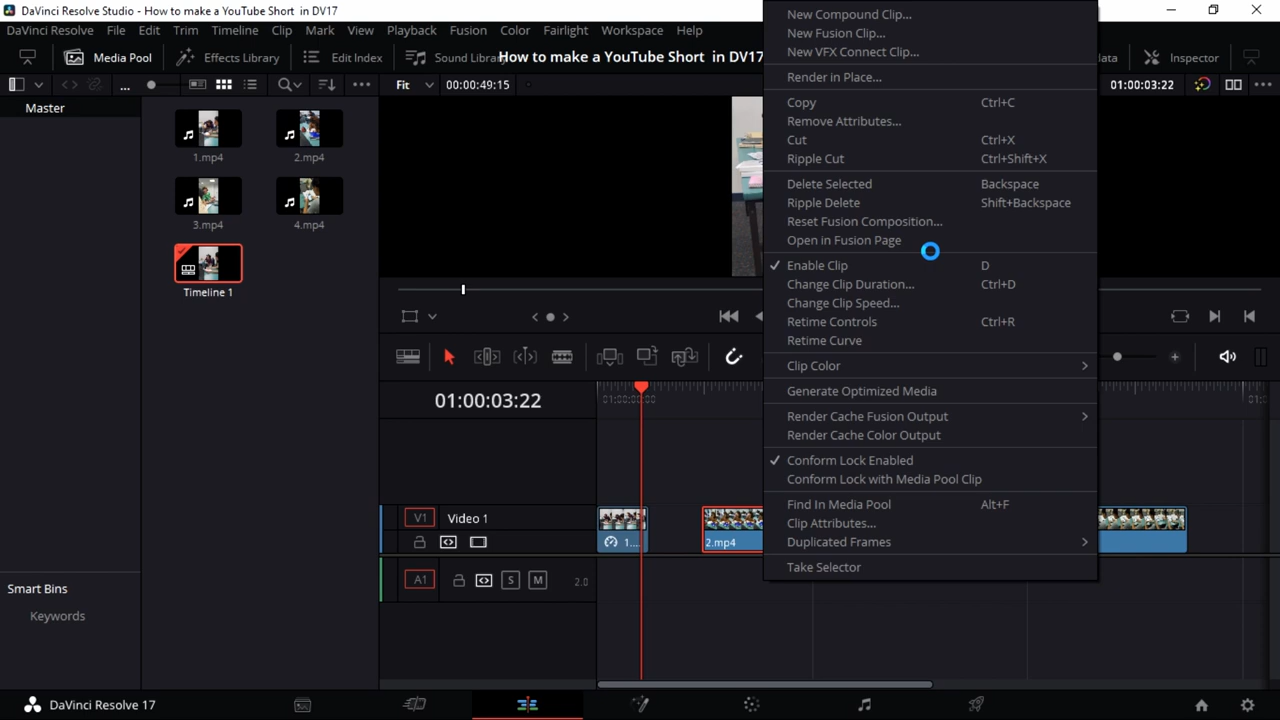 DaVinci Resolve Studio - How to make a YouTube Short in DV17
DaVinci Resolve File Edit Trim Timeline Clip Mark View Playback Fusion Color Fairlight Workspace Help
Media Pool Effects Library Edit Index Sound Libra
How to make a YouTube Short in DV17
data Inspector
... Fit 00:00:49:15 01:00:03:22
Master
1.mp4 2.mp4
3.mp4 4.mp4
Timeline 1
Smart Bins
Keywords
New Compound Clip...
New Fusion Clip...
New VFX Connect Clip...
Render in Place...
Copy Ctrl+C
Remove Attributes...
Cut Ctrl+X
Ripple Cut Ctrl+Shift+X
Delete Selected Backspace
Ripple Delete Shift+Backspace
Reset Fusion Composition...
Open in Fusion Page
Enable Clip D
Change Clip Duration... Ctrl+D
Change Clip Speed...
Retime Controls Ctrl+R
Retime Curve
Clip Color
Generate Optimized Media
Render Cache Fusion Output
Render Cache Color Output
Conform Lock Enabled
Conform Lock with Media Pool Clip
Find In Media Pool Alt+F
Clip Attributes...
Duplicated Frames
Take Selector
01:00:03:22 01:00:00:00 01:
V1 Video 1
1... 2.mp4
A1 S M 2.0
DaVinci Resolve 17